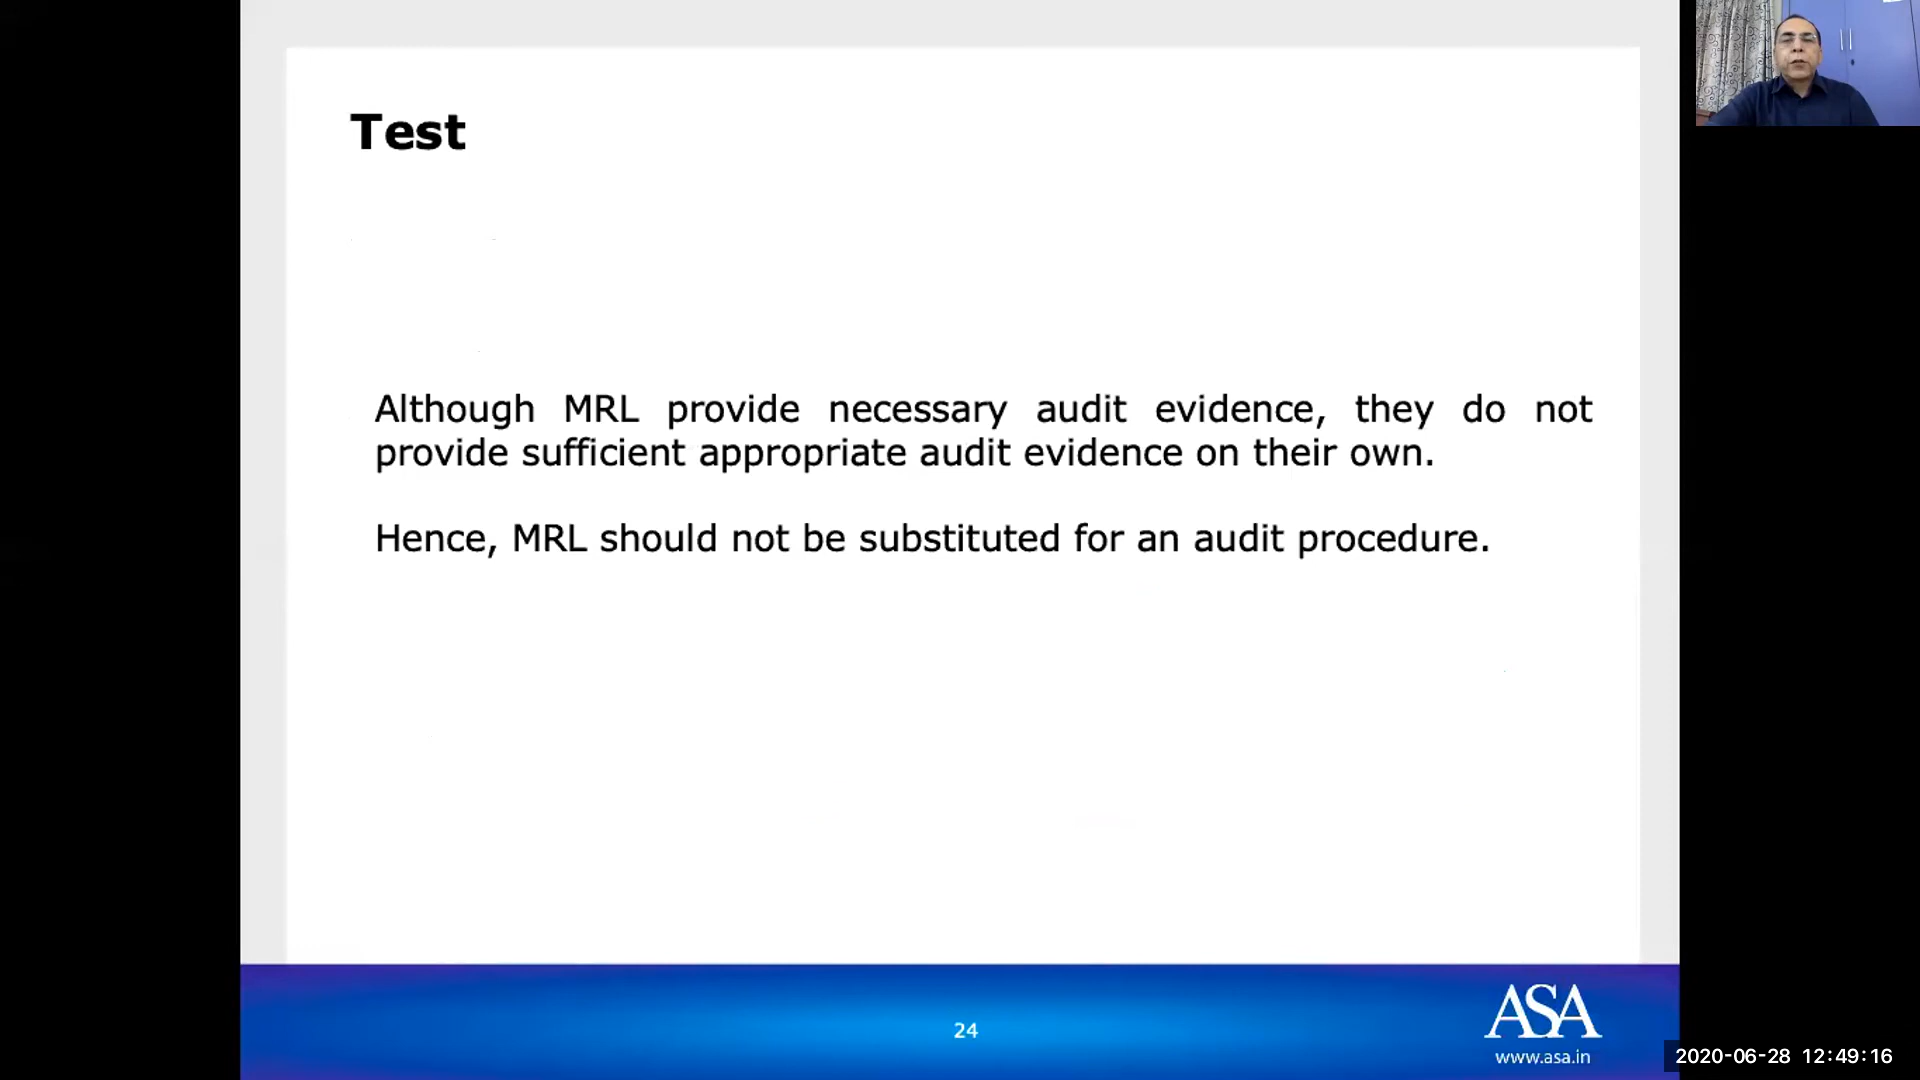 Test
Although MRL provide necessary audit evidence, they do not
provide sufficient appropriate audit evidence on their own.
Hence, MRL should not be substituted for an audit procedure.
24
ASA
www.asa.in
2020-06-28 12:49:16